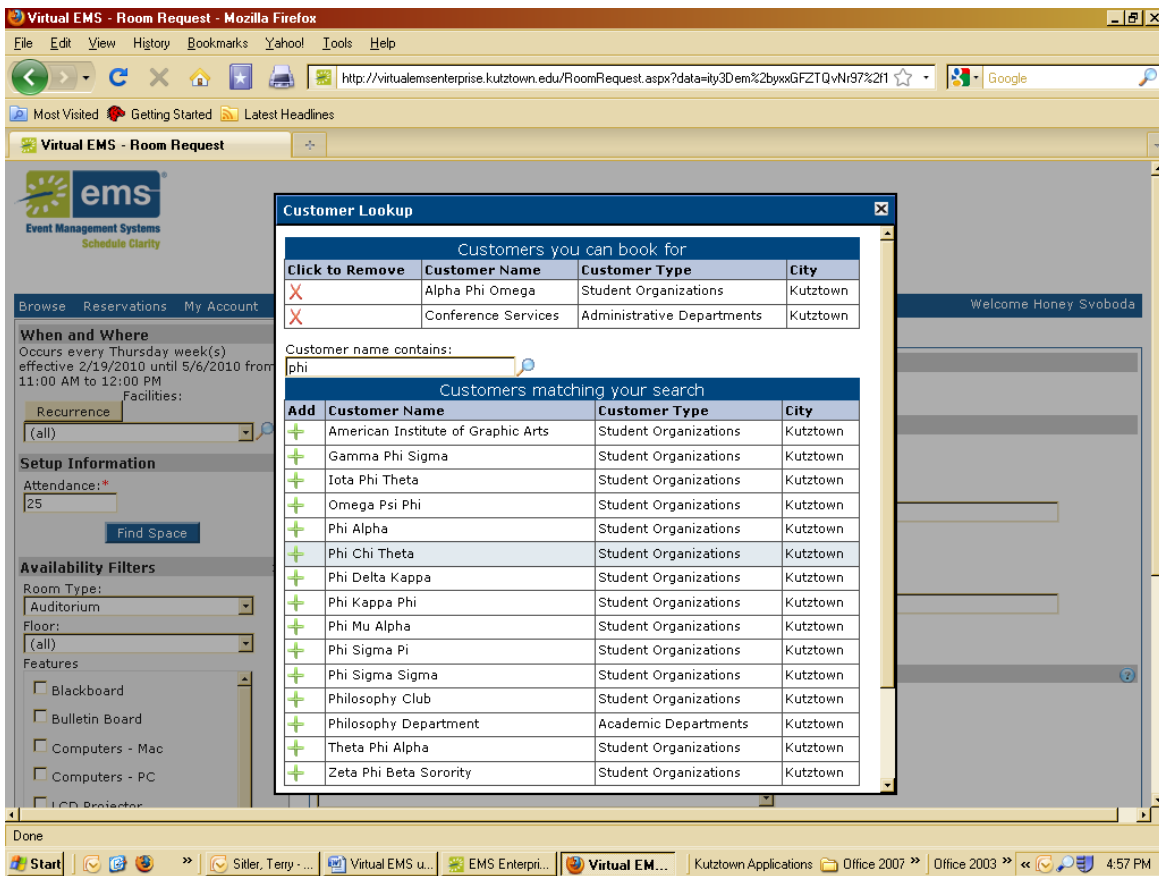 Virtual EMS - Room Request - Mozilla Firefox
File Edit View History Bookmarks Yahoo! Tools Help
http://virtualemsenterprise.kutztown.edu/RoomRequest.aspx?data=ity3Dem%2byxxGFZTQvNr97%2f1 Google
Most Visited Getting Started Latest Headlines
Virtual EMS - Room Request
ems
Event Management Systems
Schedule Clarity
Browse Reservations My Account Welcome Honey Svoboda
When and Where
Occurs every Thursday week(s)
effective 2/19/2010 until 5/6/2010 from
11:00 AM to 12:00 PM
Facilities:
Recurrence
(all)
Setup Information
Attendance:*
25
Find Space
Availability Filters
Room Type:
Auditorium
Floor:
(all)
Features
Blackboard
Bulletin Board
Computers - Mac
Computers - PC
LCD Projector
Customer Lookup
Customers you can book for
Click to Remove Customer Name Customer Type City
X Alpha Phi Omega Student Organizations Kutztown
X Conference Services Administrative Departments Kutztown
Customer name contains:
phi
Customers matching your search
Add Customer Name Customer Type City
American Institute of Graphic Arts Student Organizations Kutztown
Gamma Phi Sigma Student Organizations Kutztown
Iota Phi Theta Student Organizations Kutztown
Omega Psi Phi Student Organizations Kutztown
Phi Alpha Student Organizations Kutztown
Phi Chi Theta Student Organizations Kutztown
Phi Delta Kappa Student Organizations Kutztown
Phi Kappa Phi Student Organizations Kutztown
Phi Mu Alpha Student Organizations Kutztown
Phi Sigma Pi Student Organizations Kutztown
Phi Sigma Sigma Student Organizations Kutztown
Philosophy Club Student Organizations Kutztown
Philosophy Department Academic Departments Kutztown
Theta Phi Alpha Student Organizations Kutztown
Zeta Phi Beta Sorority Student Organizations Kutztown
Done
Start » Sitler, Terry - ... Virtual EMS u... EMS Enterpri... Virtual EM... Kutztown Applications Office 2007 » Office 2003 » « 4:57 PM